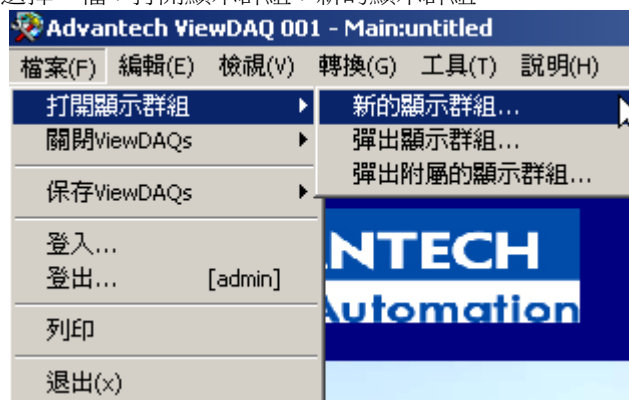 Advantech ViewDAQ 001 - Main:untitled
檔案(F) 編輯(E) 檢視(V) 轉換(G) 工具(T) 說明(H)
打開顯示群組
關閉ViewDAQs
保存ViewDAQs
登入...
登出... [admin]
列印
退出(x)
新的顯示群組...
彈出顯示群組...
彈出附屬的顯示群組...
NTECH
Automation